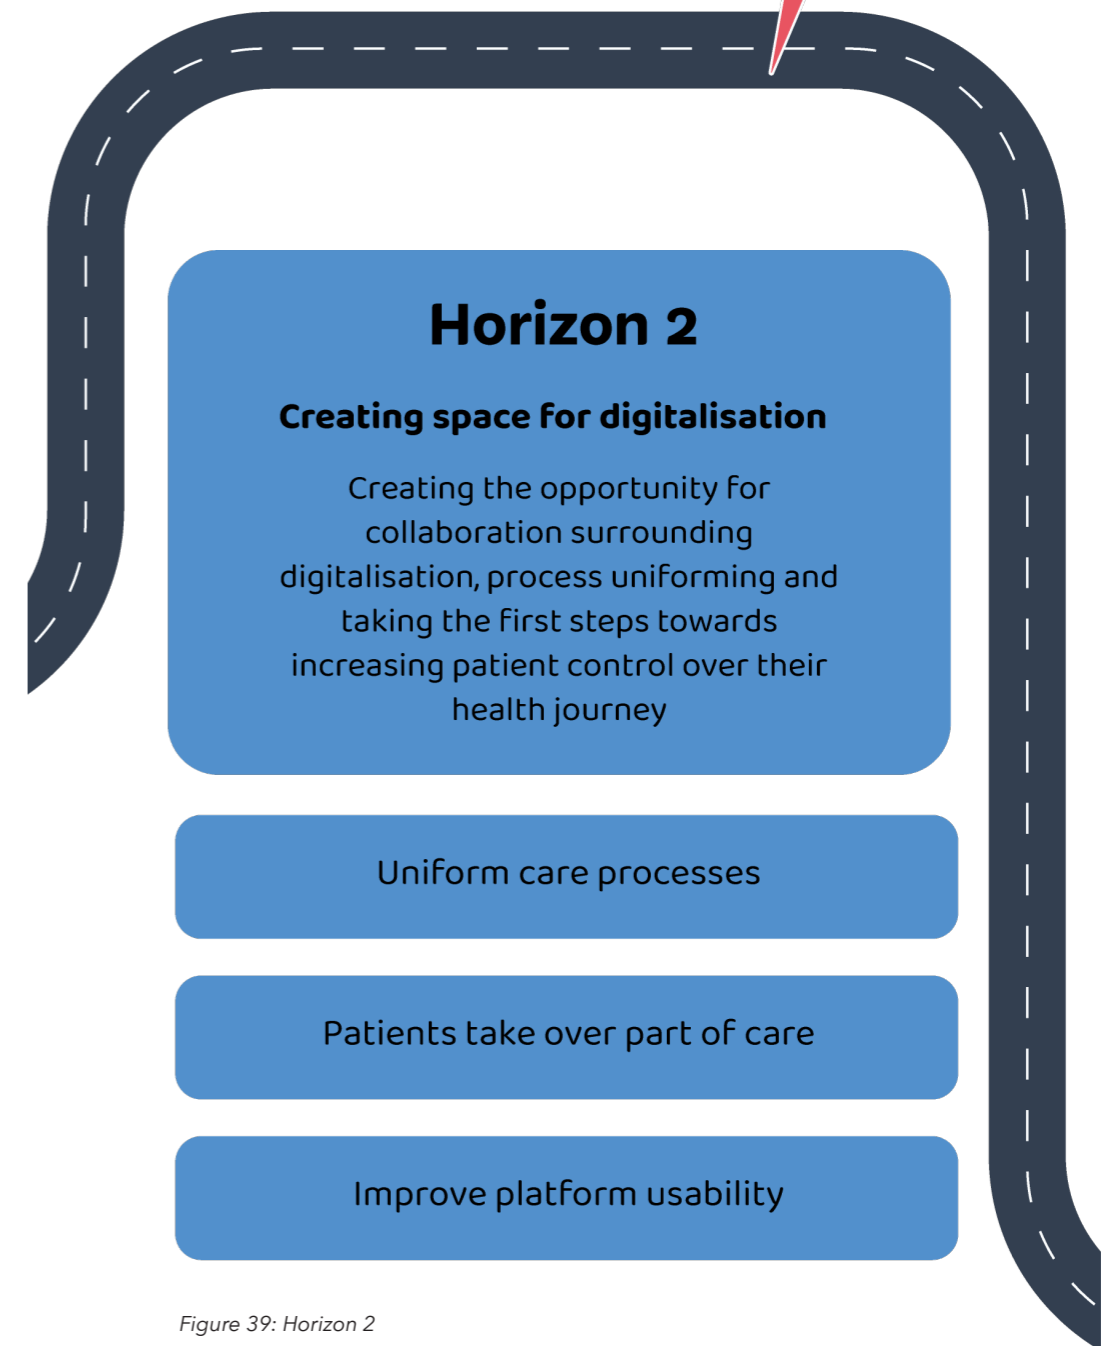 Horizon 2
Creating space for digitalisation
Creating the opportunity for
collaboration surrounding
digitalisation, process uniforming and
taking the first steps towards
increasing patient control over their
health journey
Uniform care processes
Patients take over part of care
Improve platform usability
Figure 39: Horizon 2